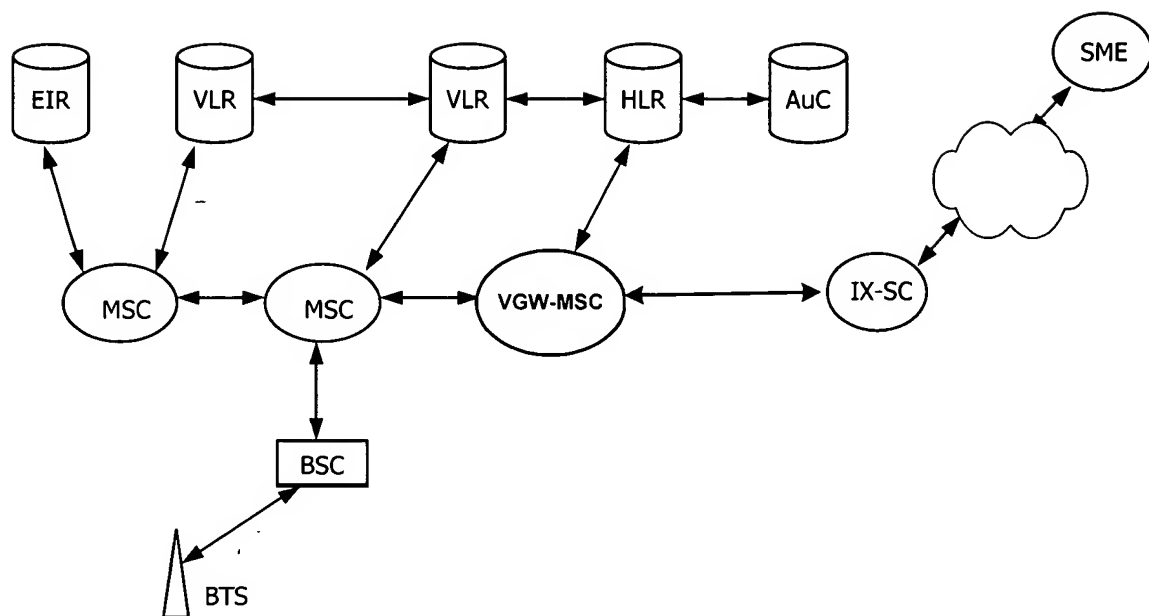 SME
EIR
VLR
VLR
HLR
AuC
MSC
MSC
VGW-MSC
IX-SC
BSC
BTS